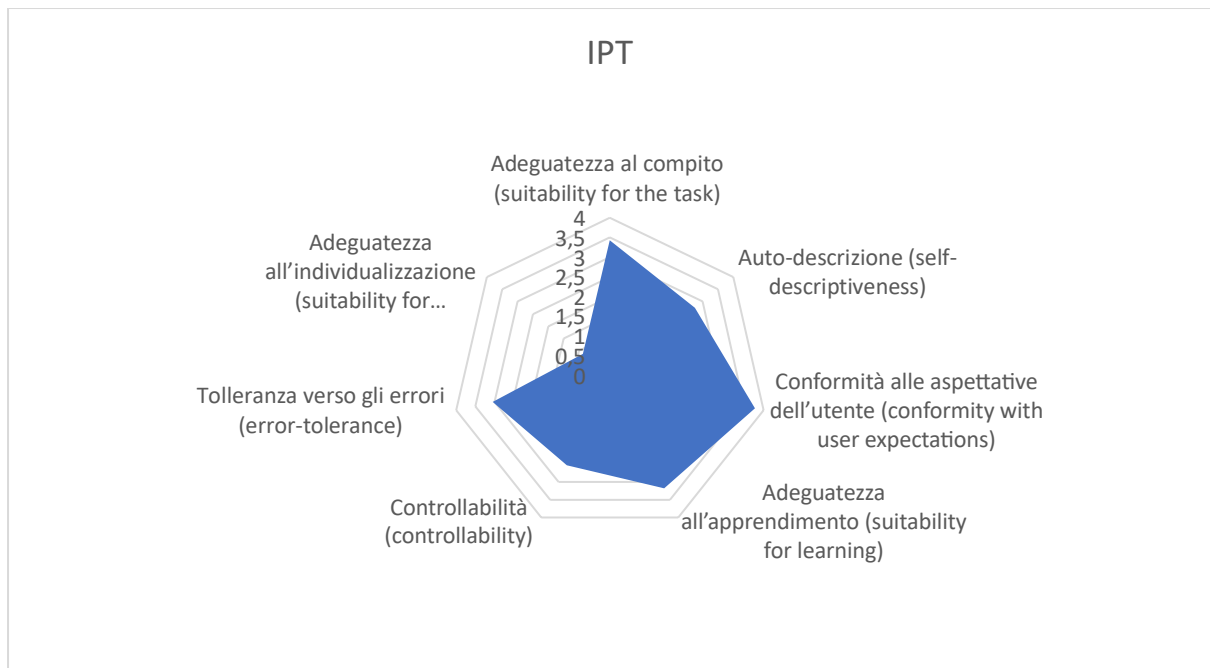 IPT
Adeguatezza al compito
(suitability for the task)
Auto-descrizione (self-
descriptiveness)
Conformità alle aspettative
dell’utente (conformity with
user expectations)
Adeguatezza
all’apprendimento (suitability
for learning)
Controllabilità
(controllability)
Tolleranza verso gli errori
(error-tolerance)
Adeguatezza
all’individualizzazione
(suitability for...
4
3,5
3
2,5
2
1,5
1
0,5
0